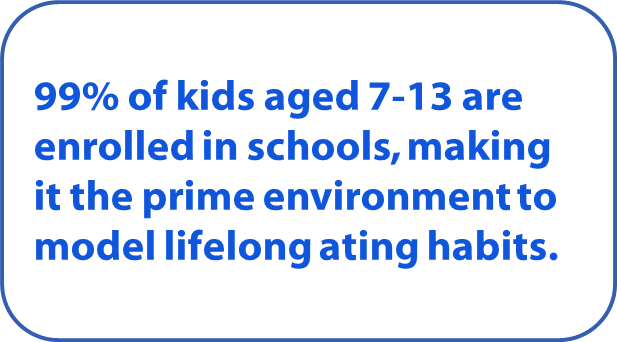 99% of kids aged 7-13 are
enrolled in schools, making
it the prime environment to
model lifelong ating habits.